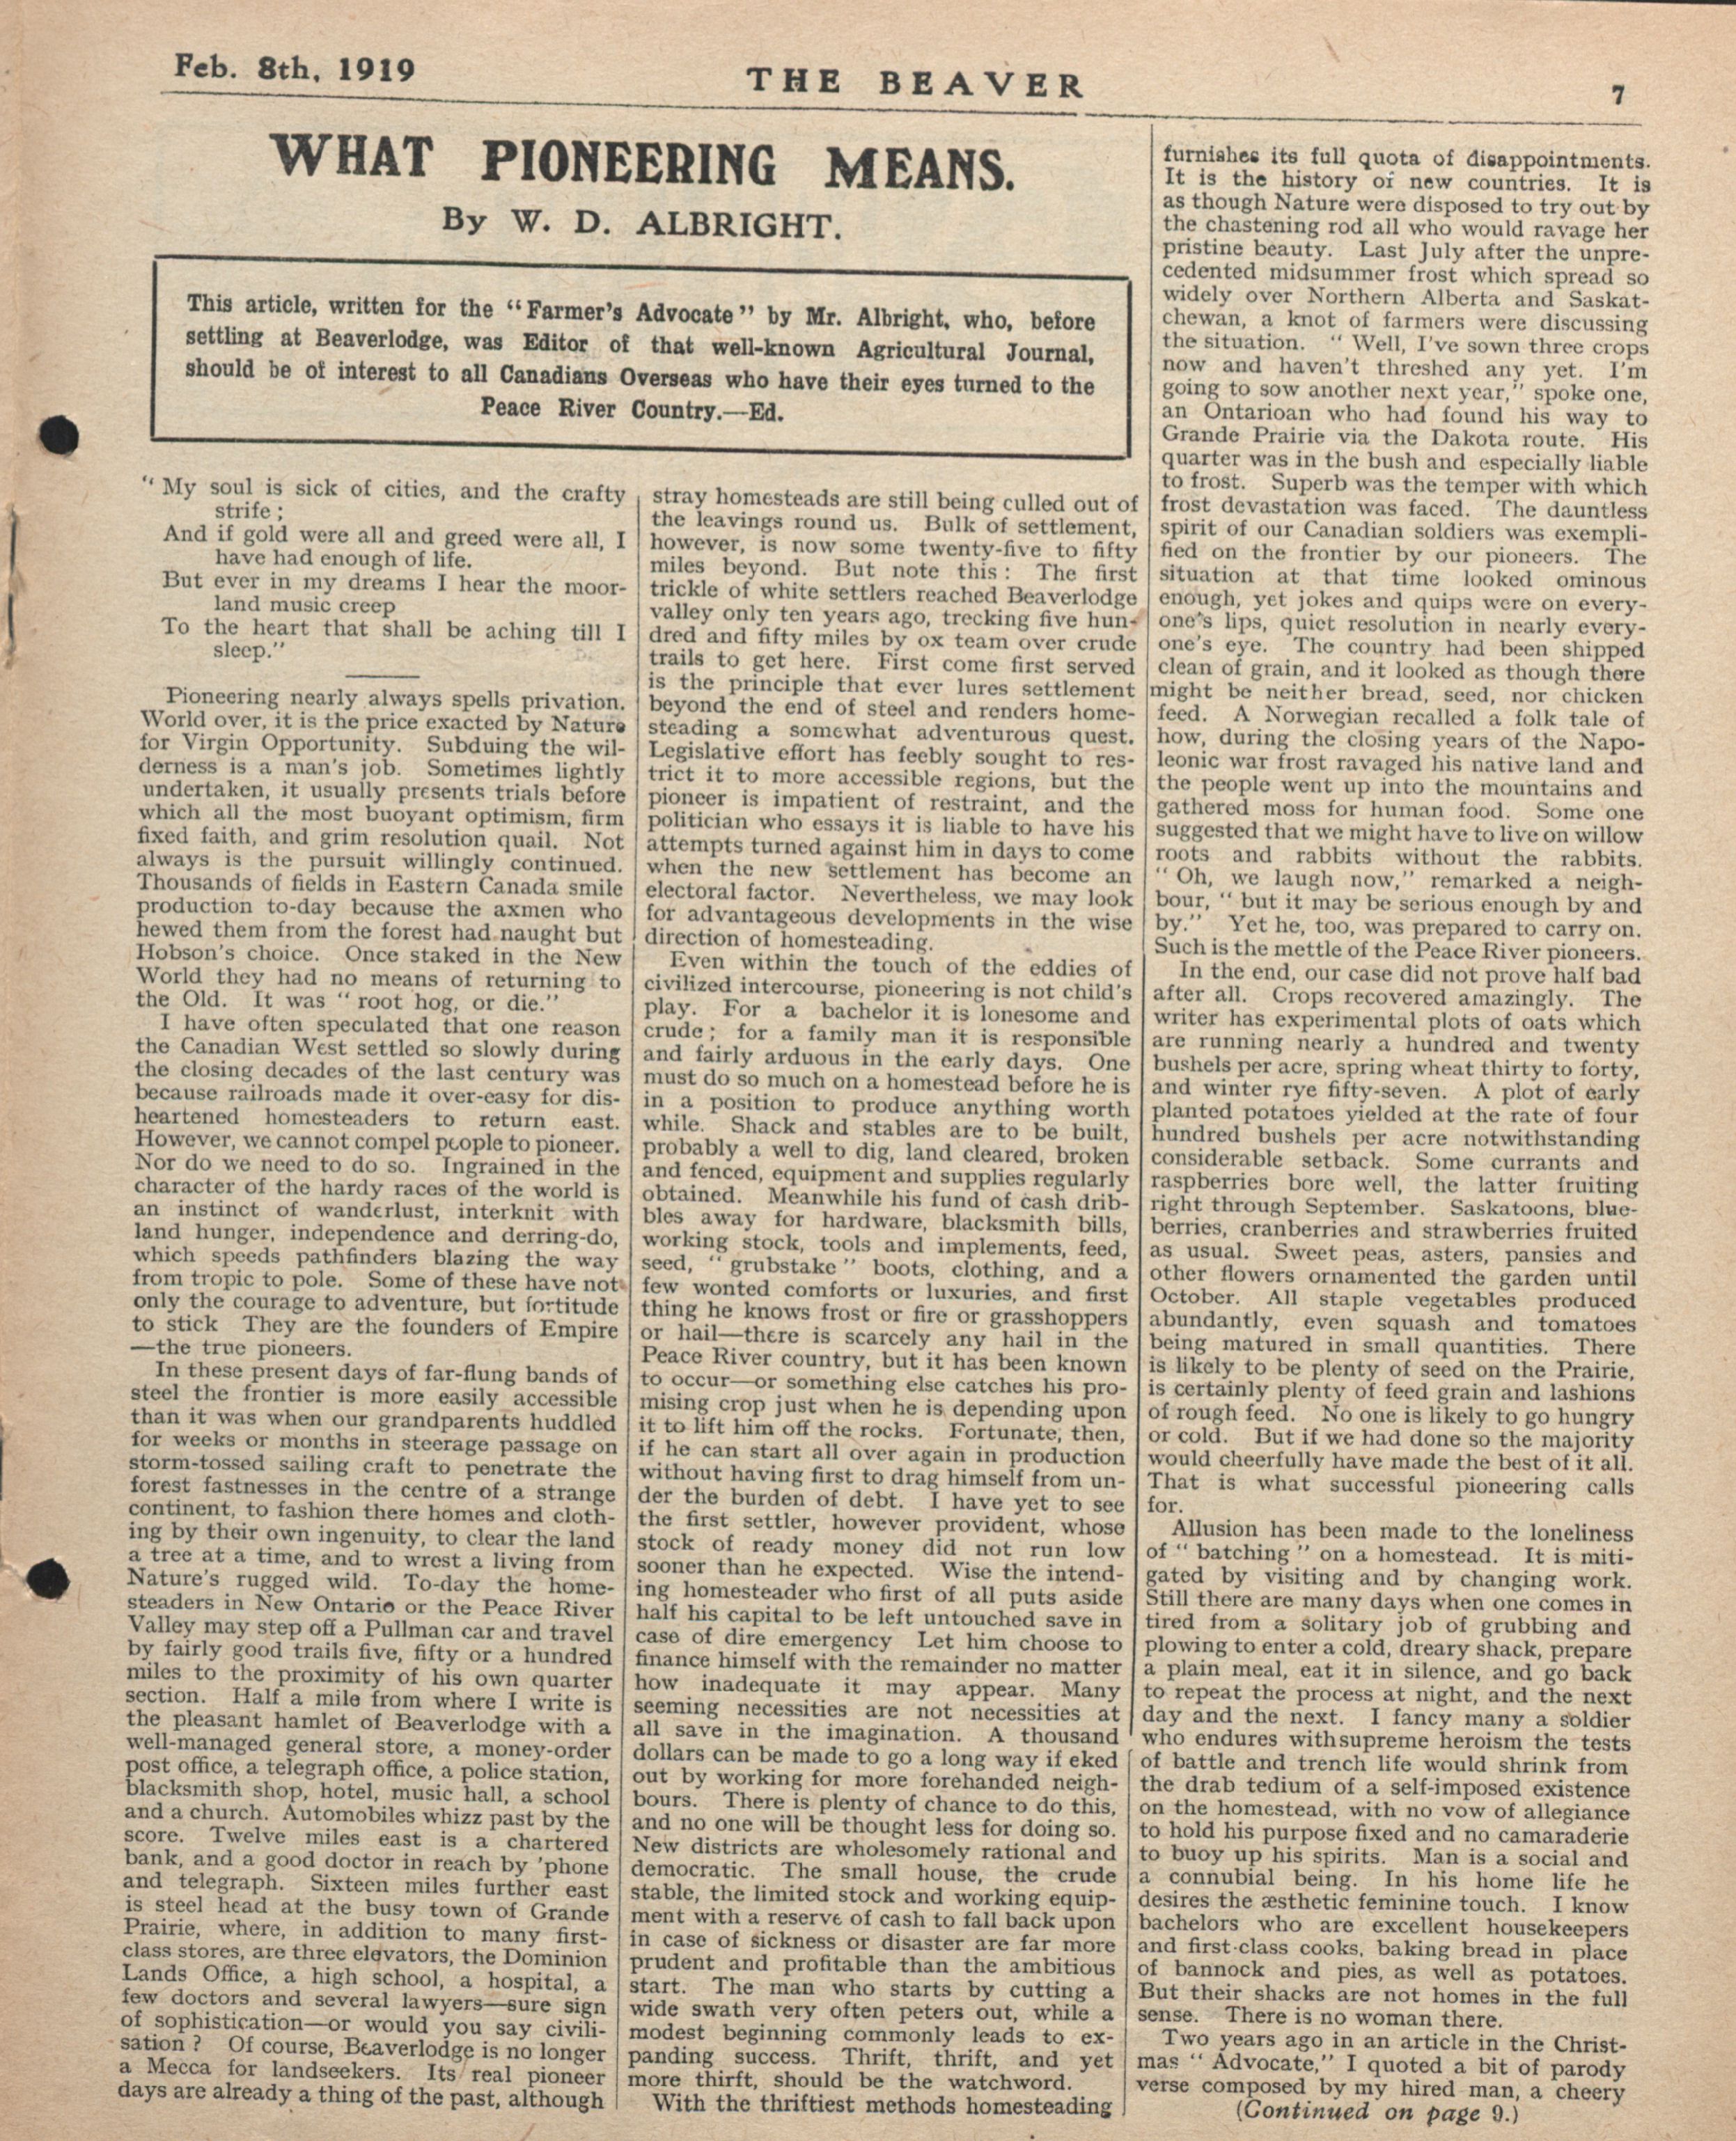 Feb. 8th, 1919
THE BEAVER
7
WHAT PIONEERING MEANS.
By W. D. ALBRIGHT.
This article, written for the "Farmer's Advocate" by Mr. Albright, who, before
settling at Beaverlodge, was Editor of that well-known Agricultural Journal,
should be of interest to all Canadians Overseas who have their eyes turned to the
Peace River Country.—Ed.
"My soul is sick of cities, and the crafty
strife;
And if gold were all and greed were all, I
have had enough of life.
But ever in my dreams I hear the moor-
land music creep
To the heart that shall be aching till I
sleep."
Pioneering nearly always spells privation.
World over, it is the price exacted by Nature
for Virgin Opportunity. Subduing the wil-
derness is a man's job. Sometimes lightly
undertaken, it usually presents trials before
which all the most buoyant optimism, firm
fixed faith, and grim resolution quail. Not
always is the pursuit willingly continued.
Thousands of fields in Eastern Canada smile
production to-day because the axmen who
hewed them from the forest had naught but
Hobson's choice. Once staked in the New
World they had no means of returning to
the Old. It was "root hog, or die."
I have often speculated that one reason
the Canadian West settled so slowly during
the closing decades of the last century was
because railroads made it over-easy for dis-
heartened homesteaders to return east.
However, we cannot compel people to pioneer.
Nor do we need to do so. Ingrained in the
character of the hardy races of the world is
an instinct of wanderlust, interknit with
land hunger, independence and derring-do,
which speeds pathfinders blazing the way
from tropic to pole. Some of these have not
only the courage to adventure, but fortitude
to stick They are the founders of Empire
—the true pioneers.
In these present days of far-flung bands of
steel the frontier is more easily accessible
than it was when our grandparents huddled
for weeks or months in steerage passage on
storm-tossed sailing craft to penetrate the
forest fastnesses in the centre of a strange
continent, to fashion there homes and cloth-
ing by their own ingenuity, to clear the land
a tree at a time, and to wrest a living from
Nature's rugged wild. To-day the home-
steaders in New Ontario or the Peace River
Valley may step off a Pullman car and travel
by fairly good trails five, fifty or a hundred
miles to the proximity of his own quarter
section. Half a mile from where I write is
the pleasant hamlet of Beaverlodge with a
well-managed general store, a money-order
post office, a telegraph office, a police station,
blacksmith shop, hotel, music hall, a school
and a church. Automobiles whizz past by the
score. Twelve miles east is a chartered
bank, and a good doctor in reach by 'phone
and telegraph. Sixteen miles further east
is steel head at the busy town of Grande
Prairie, where, in addition to many first-
class stores, are three elevators, the Dominion
Lands Office, a high school, a hospital, a
few doctors and several lawyers—sure sign
of sophistication—or would you say civili-
sation? Of course, Beaverlodge is no longer
a Mecca for landseekers. Its real pioneer
days are already a thing of the past, although
stray homesteads are still being culled out of
the leavings round us. Bulk of settlement,
however, is now some twenty-five to fifty
miles beyond. But note this: The first
trickle of white settlers reached Beaverlodge
valley only ten years ago, trecking five hun-
dred and fifty miles by ox team over crude
trails to get here. First come first served
is the principle that ever lures settlement
beyond the end of steel and renders home-
steading a somewhat adventurous quest.
Legislative effort has feebly sought to res-
trict it to more accessible regions, but the
pioneer is impatient of restraint, and the
politician who essays it is liable to have his
attempts turned against him in days to come
when the new settlement has become an
electoral factor. Nevertheless, we may look
for advantageous developments in the wise
direction of homesteading.
Even within the touch of the eddies of
civilized intercourse, pioneering is not child's
play. For a bachelor it is lonesome and
crude; for a family man it is responsible
and fairly arduous in the early days. One
must do so much on a homestead before he is
in a position to produce anything worth
while. Shack and stables are to be built,
probably a well to dig, land cleared, broken
and fenced, equipment and supplies regularly
obtained. Meanwhile his fund of cash drib-
bles away for hardware, blacksmith bills,
working stock, tools and implements, feed,
seed, "grubstake" boots, clothing, and a
few wonted comforts or luxuries, and first
thing he knows frost or fire or grasshoppers
or hail—there is scarcely any hail in the
Peace River country, but it has been known
to occur—or something else catches his pro-
mising crop just when he is depending upon
it to lift him off the rocks. Fortunate, then,
if he can start all over again in production
without having first to drag himself from un-
der the burden of debt. I have yet to see
the first settler, however provident, whose
stock of ready money did not run low
sooner than he expected. Wise the intend-
ing homesteader who first of all puts aside
half his capital to be left untouched save in
case of dire emergency Let him choose to
finance himself with the remainder no matter
how inadequate it may appear. Many
seeming necessities are not necessities at
all save in the imagination. A thousand
dollars can be made to go a long way if eked
out by working for more forehanded neigh-
bours. There is plenty of chance to do this,
and no one will be thought less for doing so.
New districts are wholesomely rational and
democratic. The small house, the crude
stable, the limited stock and working equip-
ment with a reserve of cash to fall back upon
in case of sickness or disaster are far more
prudent and profitable than the ambitious
start. The man who starts by cutting a
wide swath very often peters out, while a
modest beginning commonly leads to ex-
panding success. Thrift, thrift, and yet
more thirft, should be the watchword.
With the thriftiest methods homesteading
furnishes its full quota of disappointments.
It is the history of new countries. It is
as though Nature were disposed to try out by
the chastening rod all who would ravage her
pristine beauty. Last July after the unpre-
cedented midsummer frost which spread so
widely over Northern Alberta and Saskat-
chewan, a knot of farmers were discussing
the situation. "Well, I've sown three crops
now and haven't threshed any yet. I'm
going to sow another next year," spoke one,
an Ontarioan who had found his way to
Grande Prairie via the Dakota route. His
quarter was in the bush and especially liable
to frost. Superb was the temper with which
frost devastation was faced. The dauntless
spirit of our Canadian soldiers was exempli-
fied on the frontier by our pioneers. The
situation at that time looked ominous
enough, yet jokes and quips were on every-
one's lips, quiet resolution in nearly every-
one's eye. The country had been shipped
clean of grain, and it looked as though there
might be neither bread, seed, nor chicken
feed. A Norwegian recalled a folk tale of
how, during the closing years of the Napo-
leonic war frost ravaged his native land and
the people went up into the mountains and
gathered moss for human food. Some one
suggested that we might have to live on willow
roots and rabbits without the rabbits.
"Oh, we laugh now," remarked a neigh-
bour, "but it may be serious enough by and
by." Yet he, too, was prepared to carry on.
Such is the mettle of the Peace River pioneers.
In the end, our case did not prove half bad
after all. Crops recovered amazingly. The
writer has experimental plots of oats which
are running nearly a hundred and twenty
bushels per acre, spring wheat thirty to forty,
and winter rye fifty-seven. A plot of early
planted potatoes yielded at the rate of four
hundred bushels per acre notwithstanding
considerable setback. Some currants and
raspberries bore well, the latter fruiting
right through September. Saskatoons, blue-
berries, cranberries and strawberries fruited
as usual. Sweet peas, asters, pansies and
other flowers ornamented the garden until
October. All staple vegetables produced
abundantly, even squash and tomatoes
being matured in small quantities. There
is likely to be plenty of seed on the Prairie,
is certainly plenty of feed grain and lashions
of rough feed. No one is likely to go hungry
or cold. But if we had done so the majority
would cheerfully have made the best of it all.
That is what successful pioneering calls
for.
Allusion has been made to the loneliness
of "batching" on a homestead. It is miti-
gated by visiting and by changing work.
Still there are many days when one comes in
tired from a solitary job of grubbing and
plowing to enter a cold, dreary shack, prepare
a plain meal, eat it in silence, and go back
to repeat the process at night, and the next
day and the next. I fancy many a soldier
who endures withsupreme heroism the tests
of battle and trench life would shrink from
the drab tedium of a self-imposed existence
on the homestead, with no vow of allegiance
to hold his purpose fixed and no camaraderie
to buoy up his spirits. Man is a social and
a connubial being. In his home life he
desires the æsthetic feminine touch. I know
bachelors who are excellent housekeepers
and first-class cooks, baking bread in place
of bannock and pies, as well as potatoes.
But their shacks are not homes in the full
sense. There is no woman there.
Two years ago in an article in the Christ-
mas "Advocate," I quoted a bit of parody
verse composed by my hired man, a cheery
(Continued on page 9.)